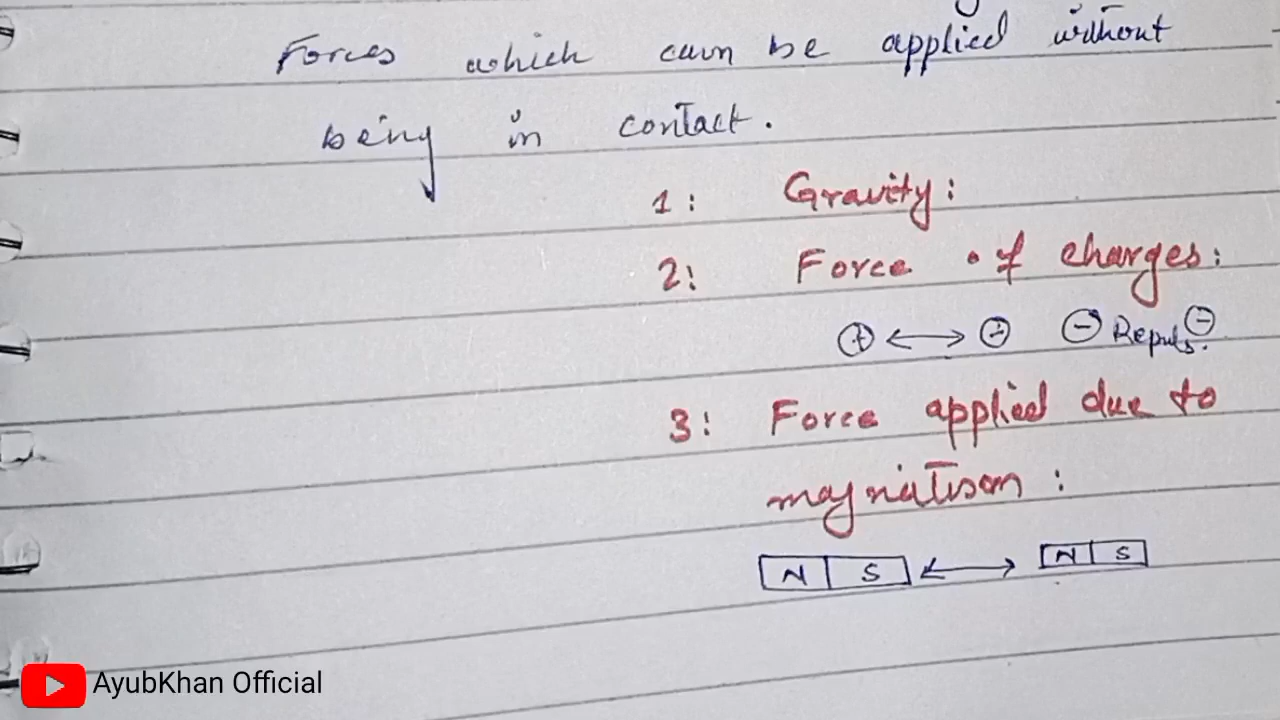 Forces which can be applied without
being in contact.
1: Gravity:
2: Force of charges:
+ ↔ + - Repuls. -
3: Force applied due to
magnatism :
N S ↔ N S
AyubKhan Official